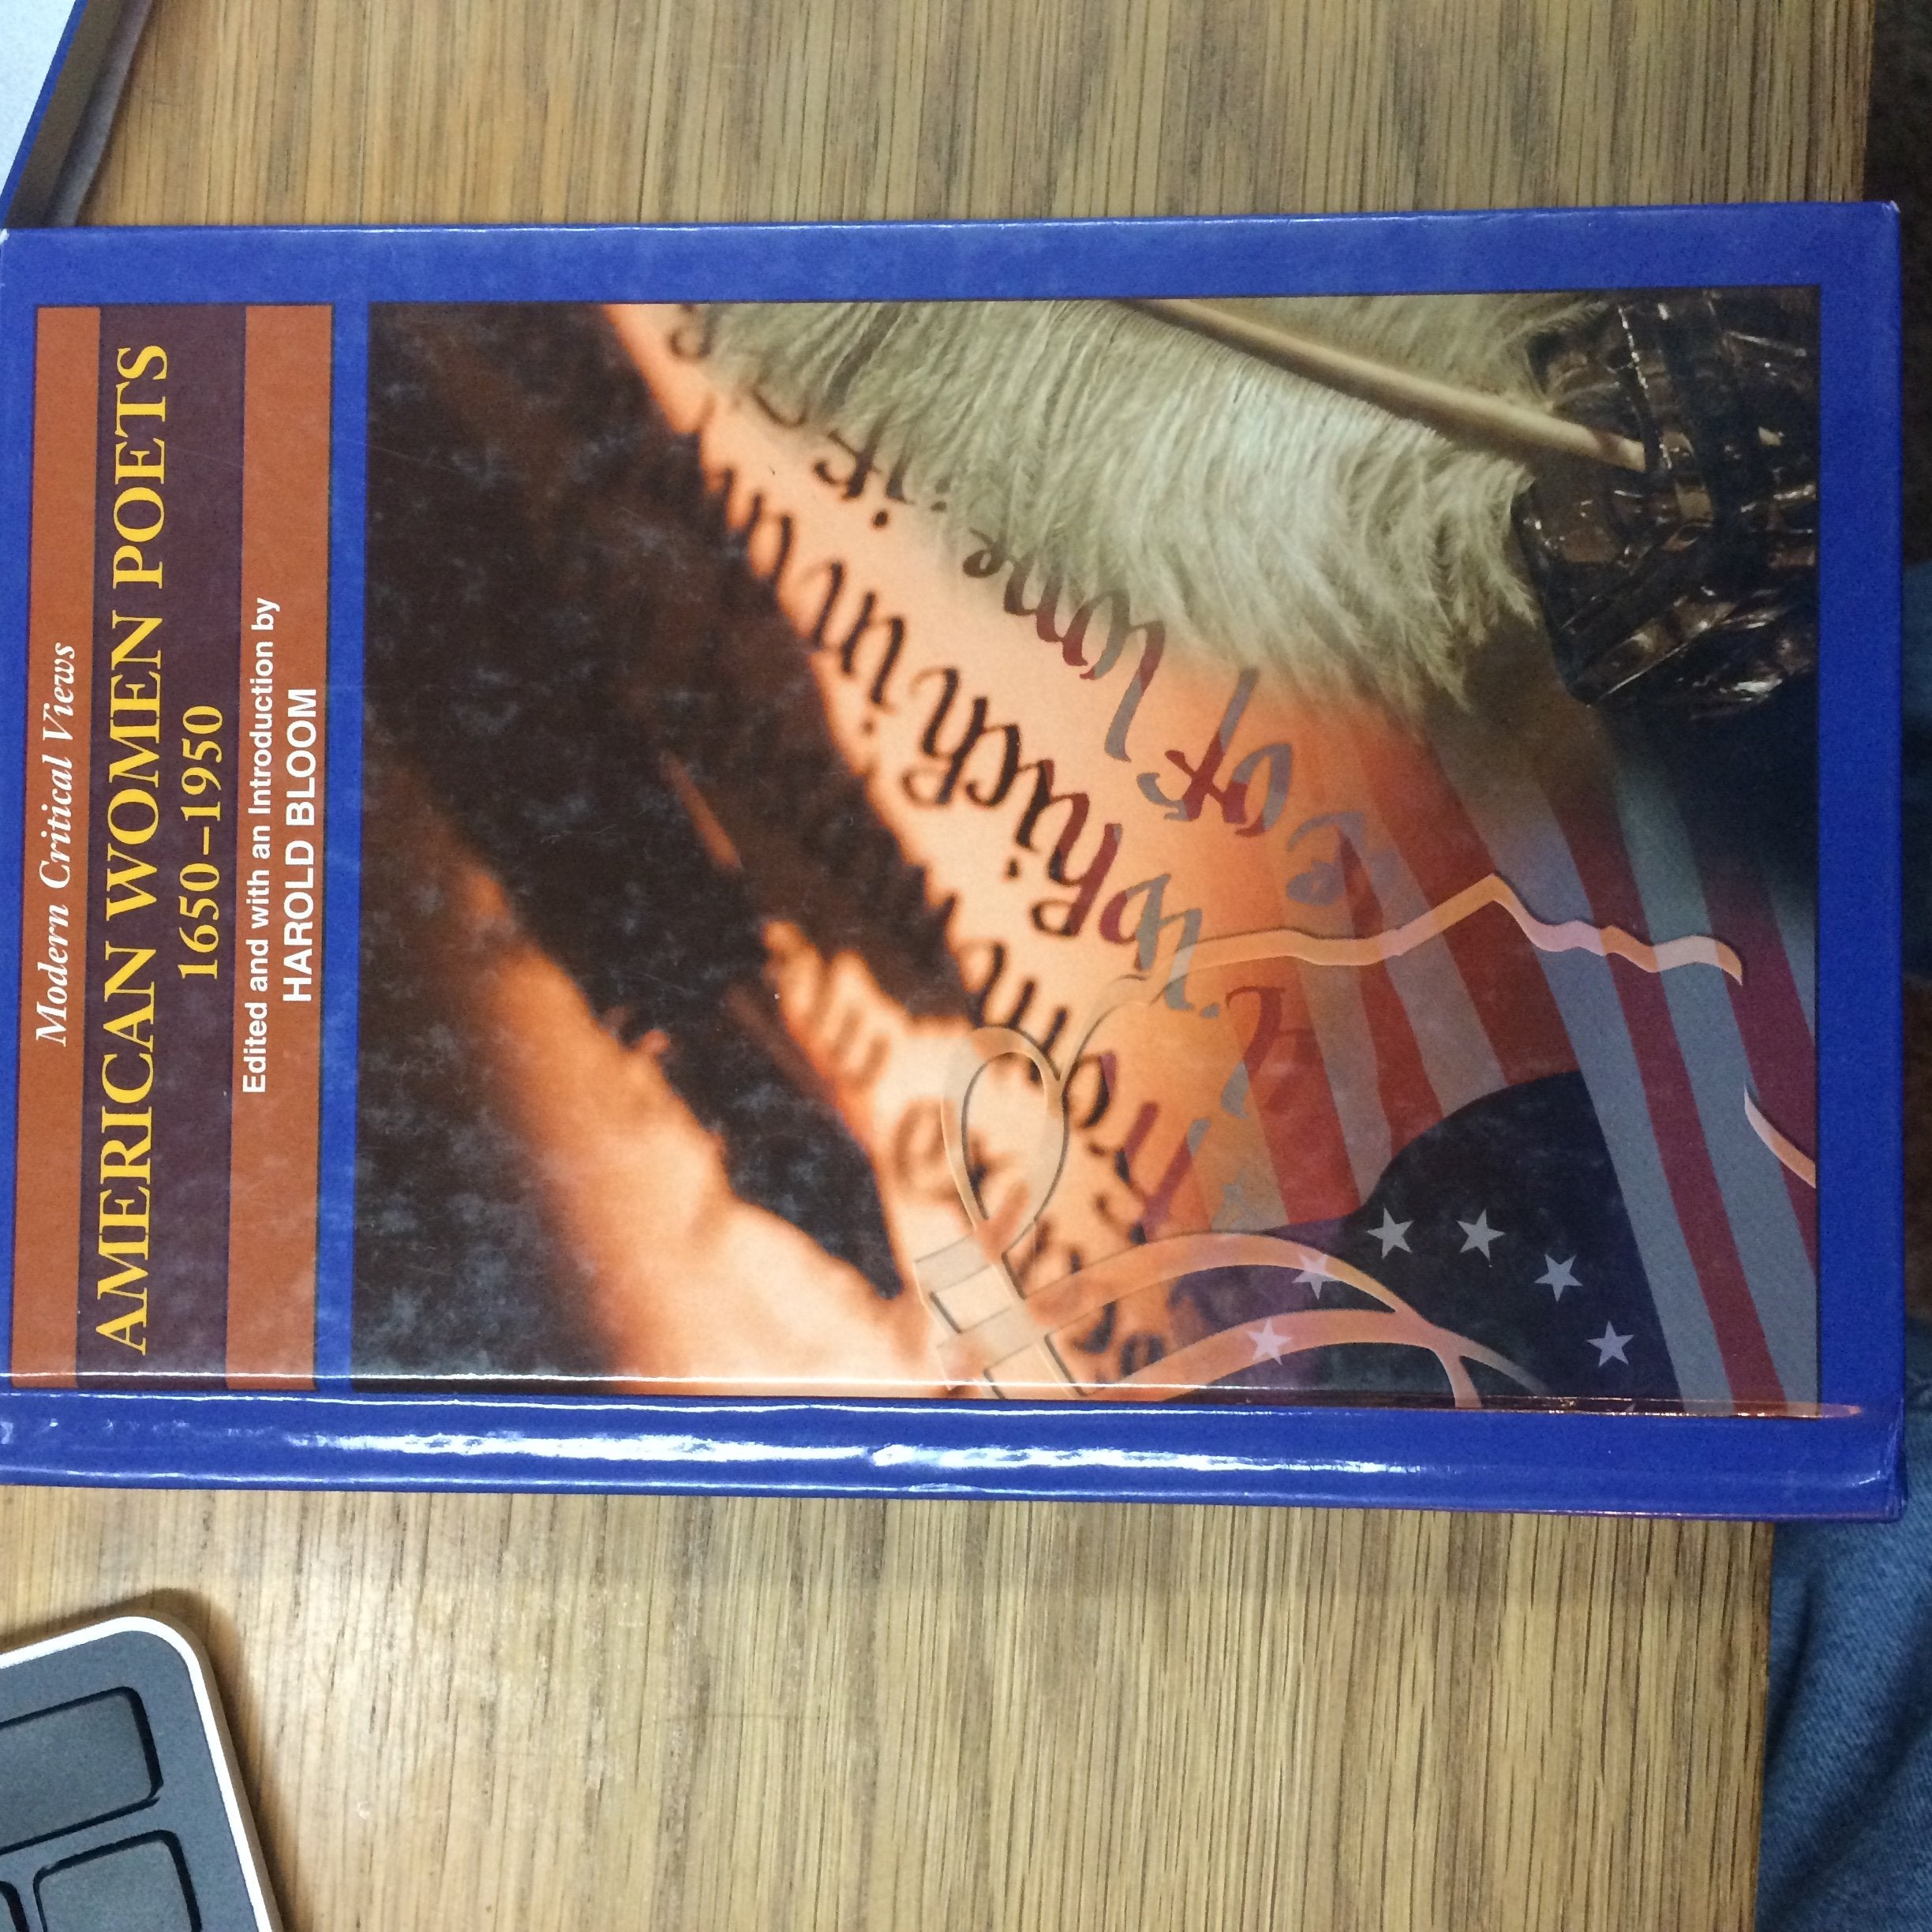 Modern Critical Views
AMERICAN WOMEN POETS
1650–1950
Edited and with an Introduction by
HAROLD BLOOM